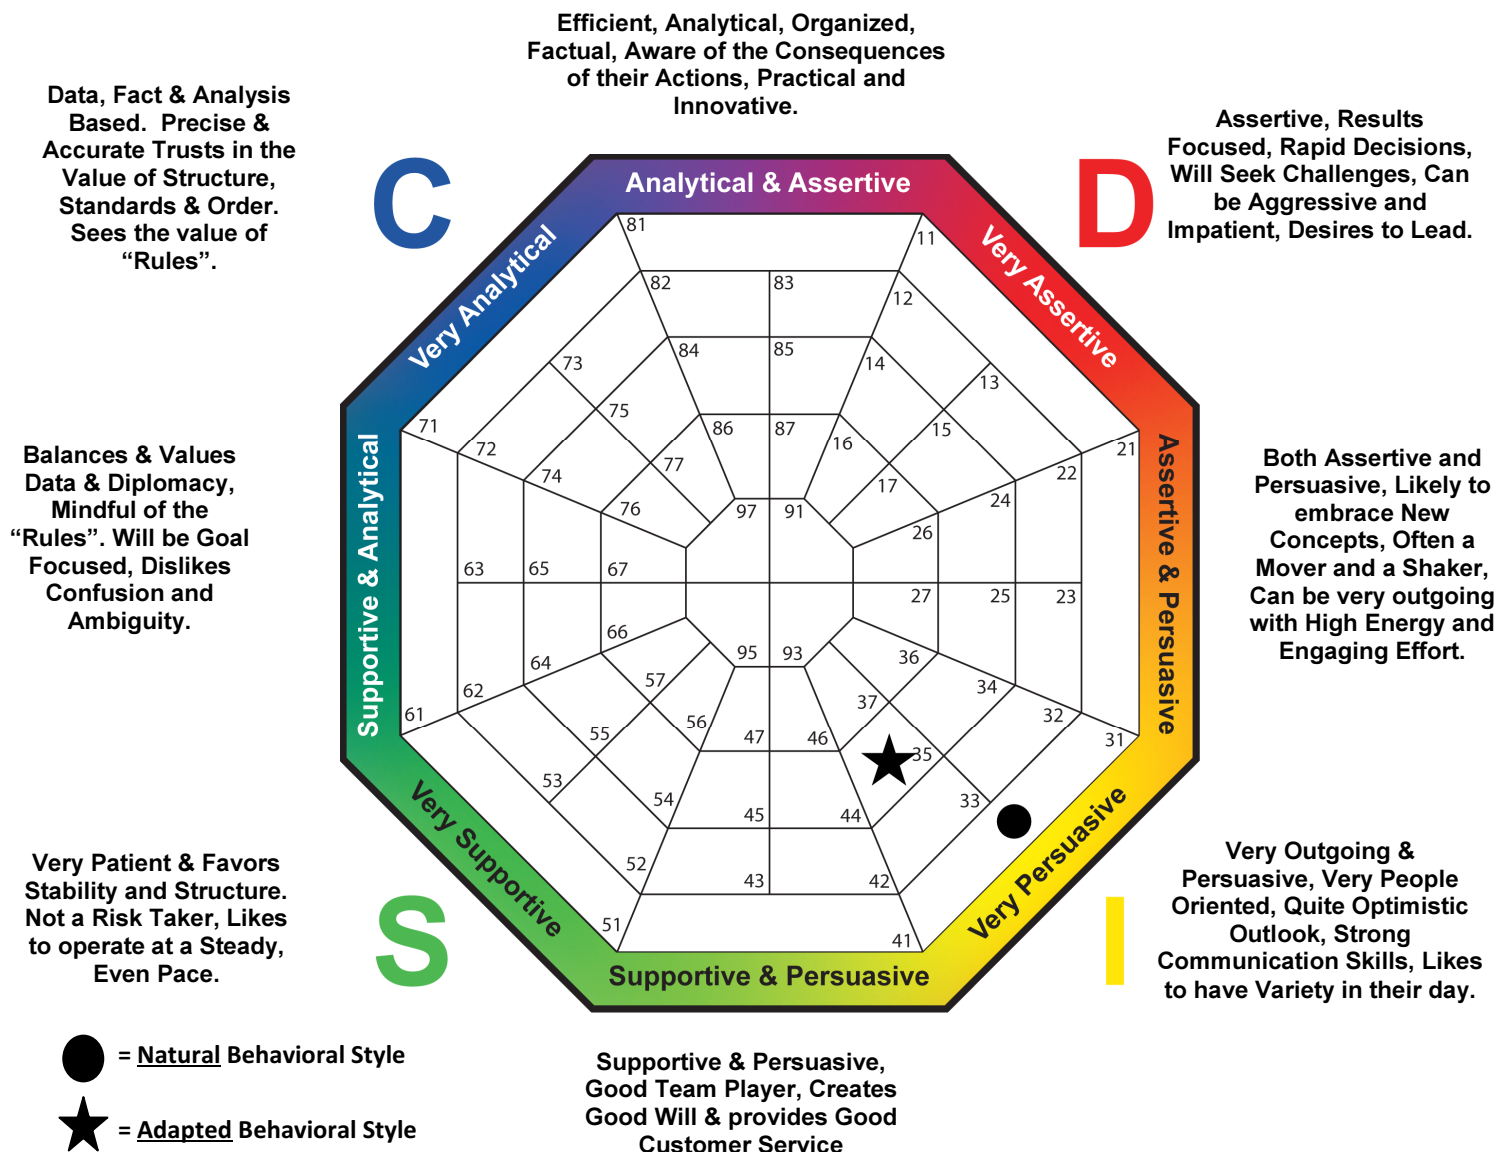 Efficient, Analytical, Organized,
Factual, Aware of the Consequences
of their Actions, Practical and
Innovative.
Data, Fact & Analysis
Based.  Precise &
Accurate Trusts in the
Value of Structure,
Standards & Order.
Sees the value of
“Rules”.
C
D
Assertive, Results
Focused, Rapid Decisions,
Will Seek Challenges, Can
be Aggressive and
Impatient, Desires to Lead.
Analytical & Assertive
Very Analytical
Very Assertive
81
11
82
83
12
84
85
14
73
13
75
15
71
86
87
16
21
72
77
22
74
17
24
76
97
91
26
63
65
67
27
25
23
66
95
93
36
64
57
34
62
37
61
56
32
55
47
46
31
35
53
54
33
45
44
52
43
42
51
41
Supportive & Analytical
Assertive & Persuasive
Very Supportive
Very Persuasive
Supportive & Persuasive
Balances & Values
Data & Diplomacy,
Mindful of the
“Rules”. Will be Goal
Focused, Dislikes
Confusion and
Ambiguity.
Both Assertive and
Persuasive, Likely to
embrace New
Concepts, Often a
Mover and a Shaker,
Can be very outgoing
with High Energy and
Engaging Effort.
Very Patient & Favors
Stability and Structure.
Not a Risk Taker, Likes
to operate at a Steady,
Even Pace.
S
I
Very Outgoing &
Persuasive, Very People
Oriented, Quite Optimistic
Outlook, Strong
Communication Skills, Likes
to have Variety in their day.
= Natural Behavioral Style
= Adapted Behavioral Style
Supportive & Persuasive,
Good Team Player, Creates
Good Will & provides Good
Customer Service